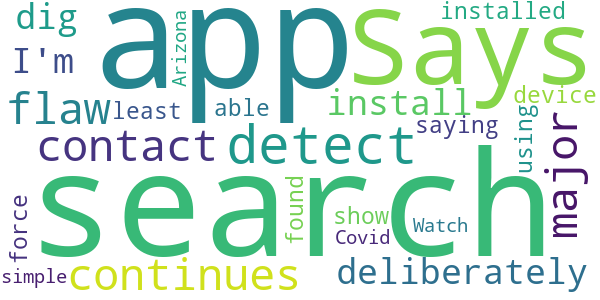 dig app says installed
I'm Arizona
flaw least able install device
contact detect saying using major
search
force found show
Covid Watch
simple continues deliberately